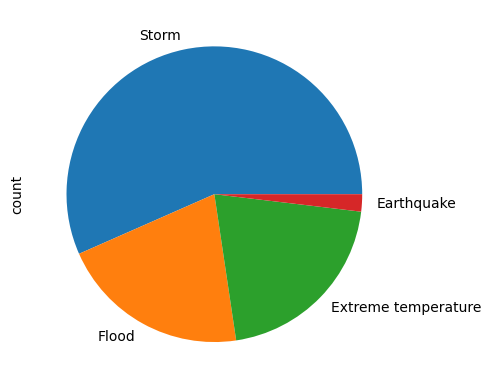 Storm
count
Earthquake
Extreme temperature
Flood